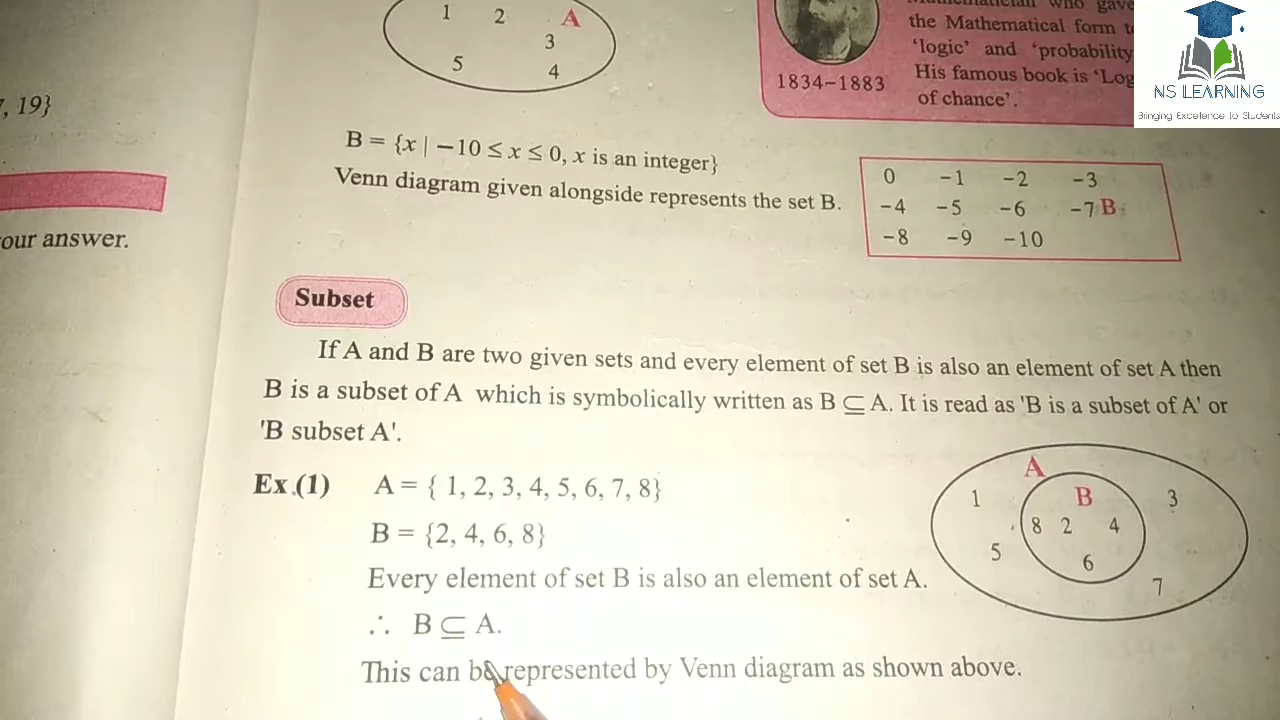 1 2 A
3
5 4
the Mathematical form
'logic' and 'probability
1834-1883
His famous book is 'Log
of chance'.
NS LEARNING
Bringing Excellence to Students
, 19}
B = {x | −10 ≤ x ≤ 0, x is an integer}
Venn diagram given alongside represents the set B.
0 −1 −2 −3
−4 −5 −6 −7 B
−8 −9 −10
our answer.
Subset
If A and B are two given sets and every element of set B is also an element of set A then
B is a subset of A which is symbolically written as B ⊆ A. It is read as 'B is a subset of A' or
'B subset A'.
Ex.(1) A = { 1, 2, 3, 4, 5, 6, 7, 8}
B = {2, 4, 6, 8}
Every element of set B is also an element of set A.
∴ B ⊆ A.
This can be represented by Venn diagram as shown above.
A
1 B 3
8 2 4
5 6
7